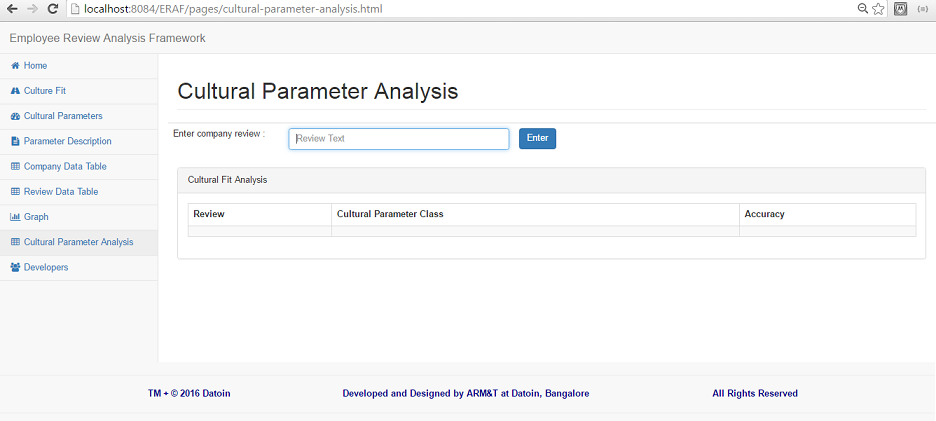 localhost:8084/ERAF/pages/cultural-parameter-analysis.html
Employee Review Analysis Framework
Home
Culture Fit
Cultural Parameters
Parameter Description
Company Data Table
Review Data Table
Graph
Cultural Parameter Analysis
Developers
Cultural Parameter Analysis
Enter company review :
Review Text
Enter
Cultural Fit Analysis
Review Cultural Parameter Class Accuracy
TM + © 2016 Datoin Developed and Designed by ARM&T at Datoin, Bangalore All Rights Reserved